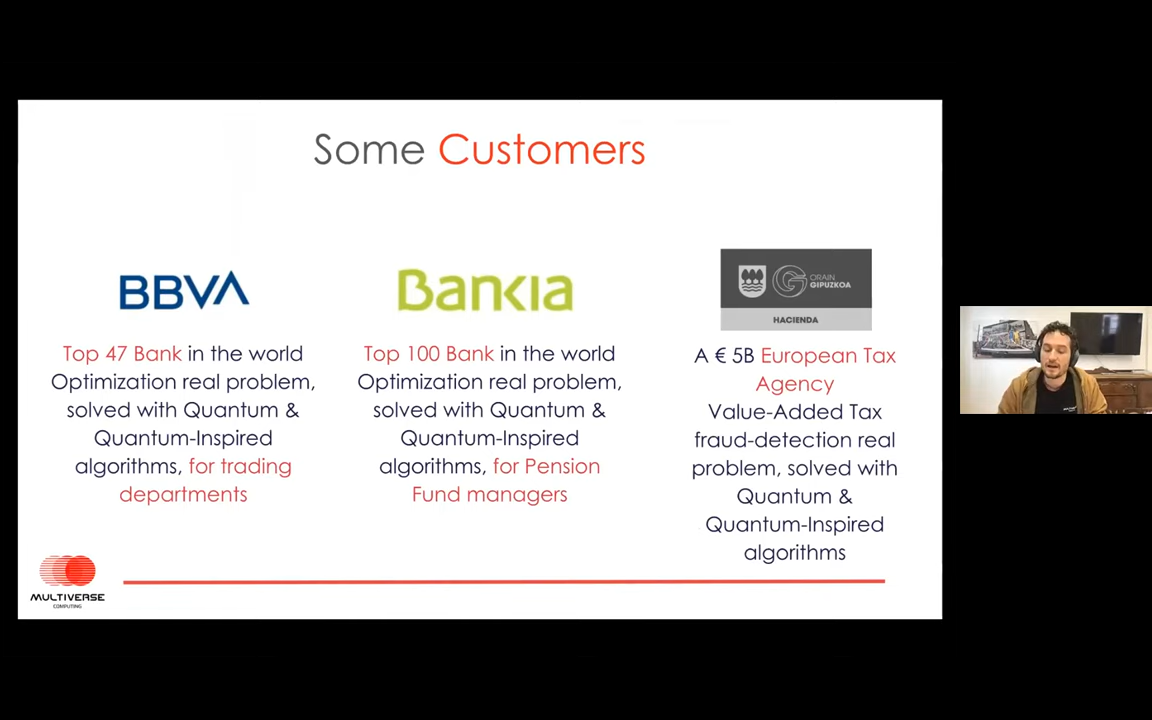 Some Customers
BBVA
Top 47 Bank in the world
Optimization real problem,
solved with Quantum &
Quantum-Inspired
algorithms, for trading
departments
Bankia
Top 100 Bank in the world
Optimization real problem,
solved with Quantum &
Quantum-Inspired
algorithms, for Pension
Fund managers
ORAIN
GIPUZKOA
HACIENDA
A € 5B European Tax
Agency
Value-Added Tax
fraud-detection real
problem, solved with
Quantum &
Quantum-Inspired
algorithms
MULTIVERSE
COMPUTING